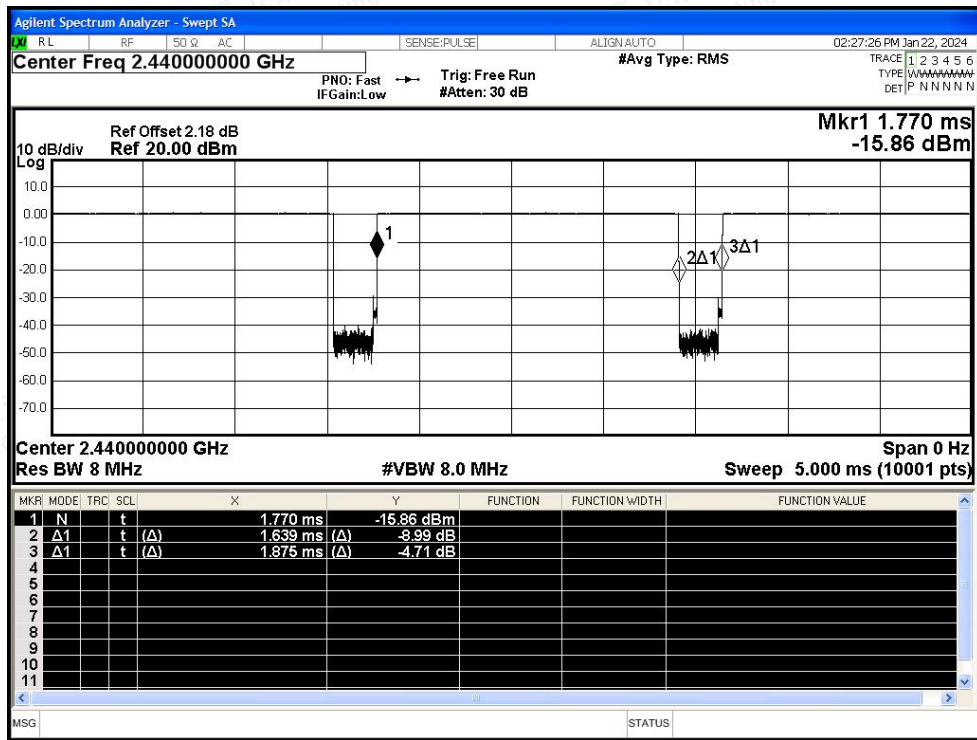 Agilent Spectrum Analyzer - Swept SA
LXI RL RF 50 Ω AC SENSE:PULSE ALIGN AUTO 02:27:26 PM Jan 22, 2024
Center Freq 2.440000000 GHz #Avg Type: RMS TRACE 1 2 3 4 5 6
PNO: Fast Trig: Free Run TYPE WWWWWW
IFGain:Low #Atten: 30 dB DET P N N N N N
Mkr1 1.770 ms
Ref Offset 2.18 dB
10 dB/div Ref 20.00 dBm -15.86 dBm
Log
10.0
0.00
1
-10.0
2Δ1 3Δ1
-20.0
-30.0
-40.0
-50.0
-60.0
-70.0
Center 2.440000000 GHz Span 0 Hz
Res BW 8 MHz #VBW 8.0 MHz Sweep 5.000 ms (10001 pts)
MKR MODE TRC SCL X Y FUNCTION FUNCTION WIDTH FUNCTION VALUE
1 N t 1.770 ms -15.86 dBm
2 Δ1 t (Δ) 1.639 ms (Δ) -8.99 dB
3 Δ1 t (Δ) 1.875 ms (Δ) -4.71 dB
4
5
6
7
8
9
10
11
MSG STATUS